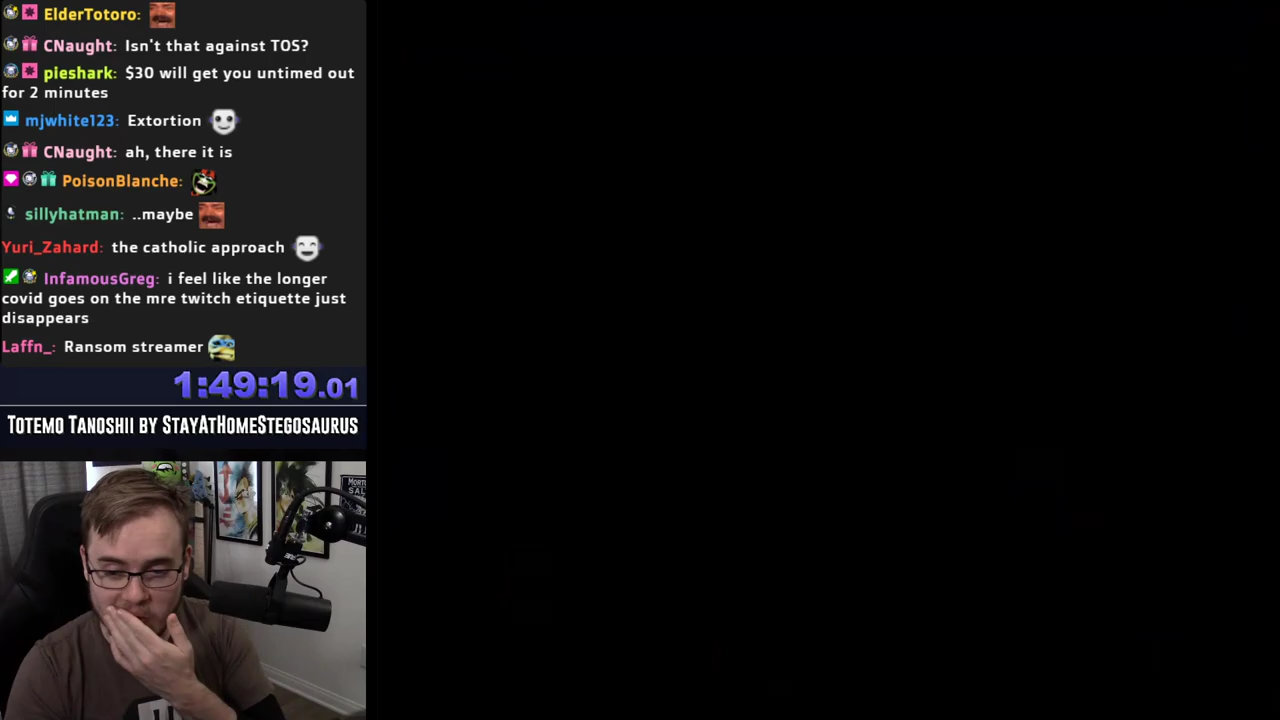 ElderTotoro:
CNaught: Isn't that against TOS?
pieshark: $30 will get you untimed out
for 2 minutes
mjwhite123: Extortion
CNaught: ah, there it is
PoisonBlanche:
sillyhatman: ..maybe
Yuri_Zahard: the catholic approach
InfamousGreg: i feel like the longer
covid goes on the mre twitch etiquette just
disappears
Laffn_: Ransom streamer
1:49:19.01
Totemo Tanoshii by StayAtHomeStegosaurus